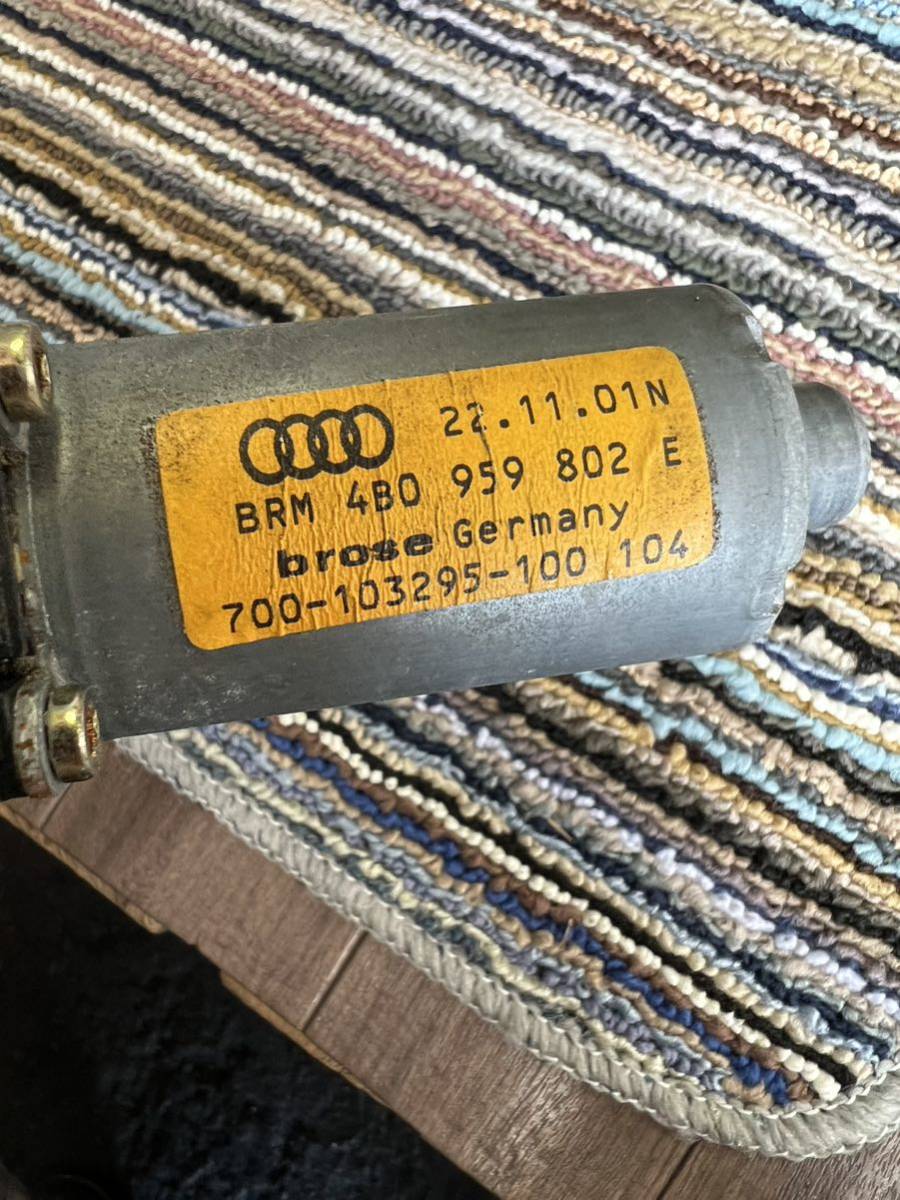 22.11.01N
BRM 4B0 959 802 E
brose Germany
700-103295-100 104